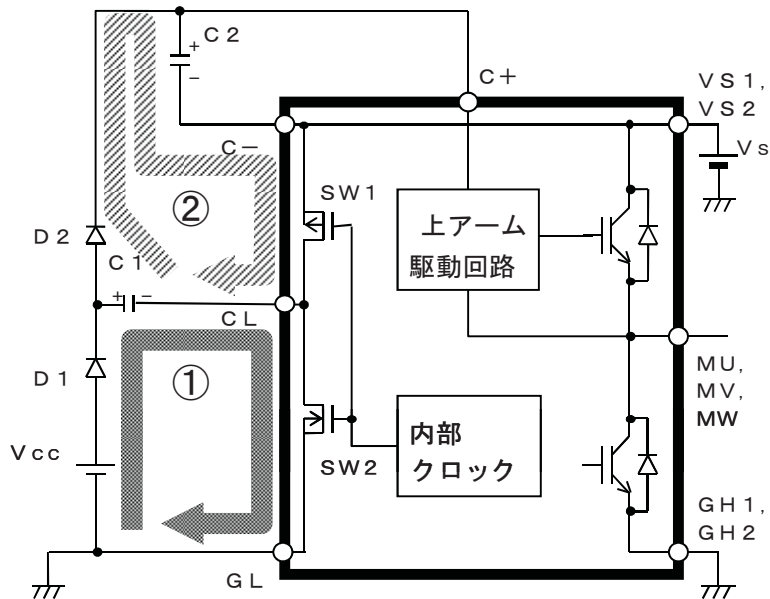 +
C2
-
C+
VS1,
VS2
C-
Vs
SW1
②
上アーム
駆動回路
D2
C1
+
-
CL
MU,
MV,
MW
D1
①
内部
クロック
SW2
Vcc
GH1,
GH2
GL